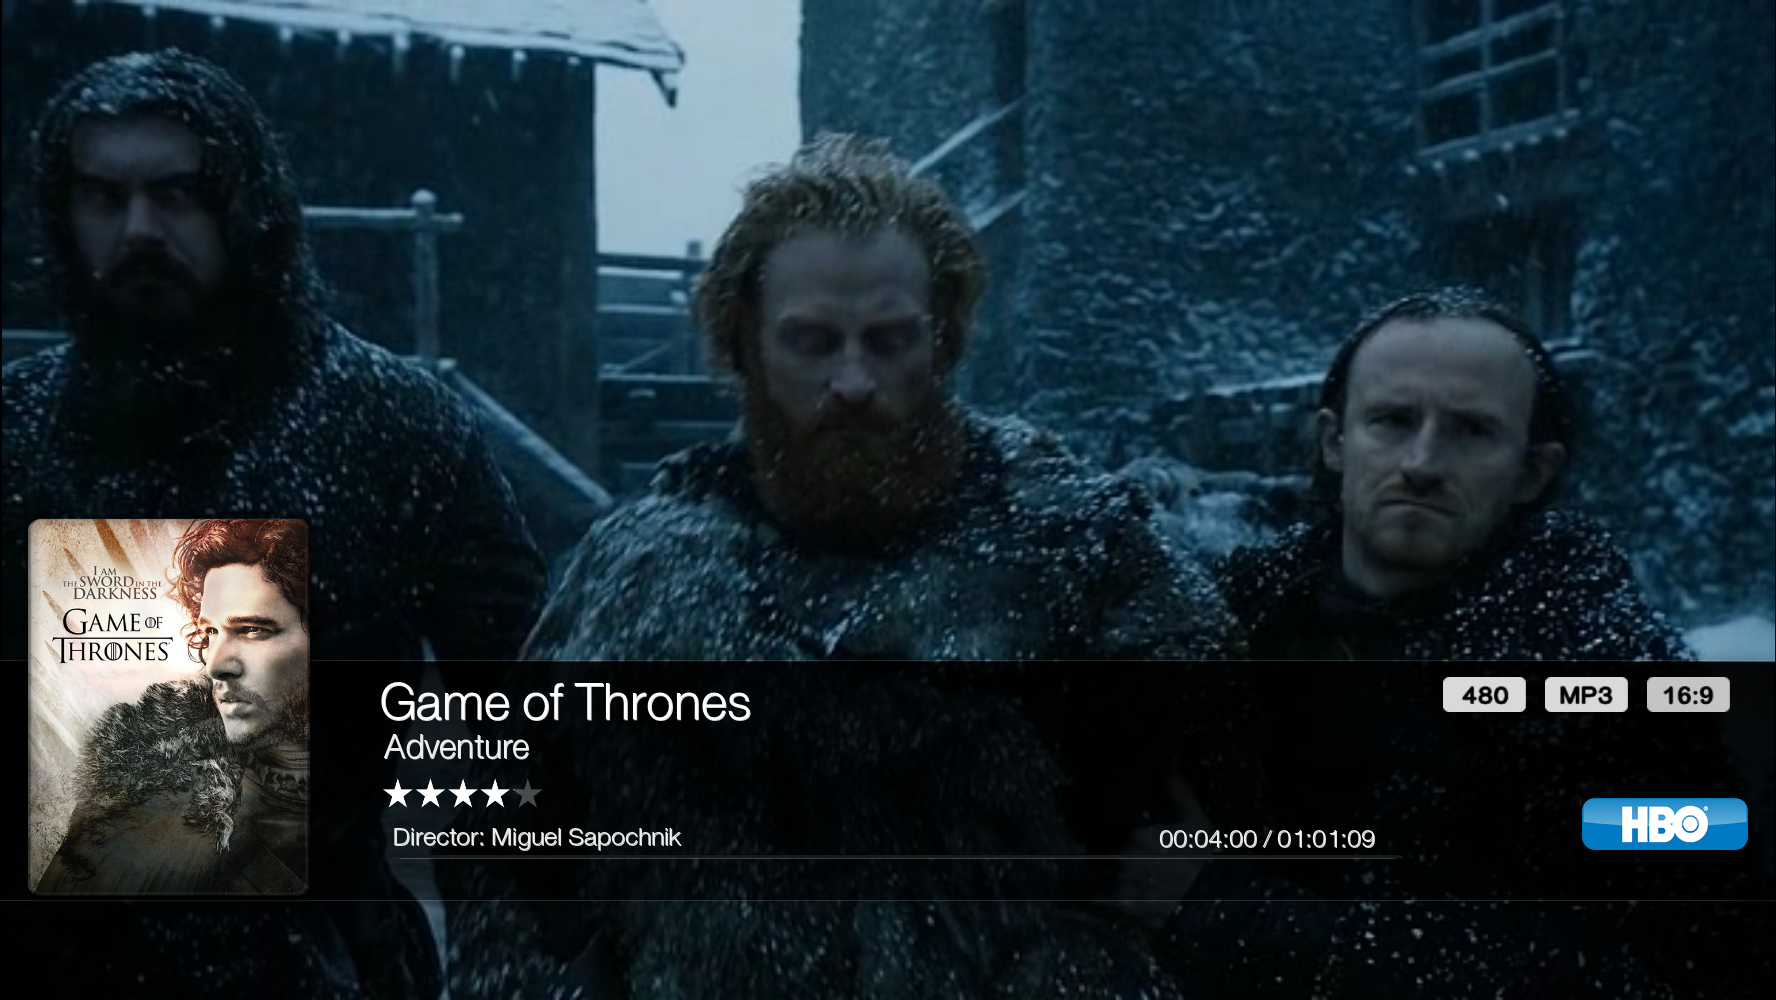 I AM
THE SWORD IN THE
DARKNESS
GAME OF
THRONES
Game of Thrones
Adventure
Director: Miguel Sapochnik
00:04:00 / 01:01:09
480
MP3
16:9
HBO®